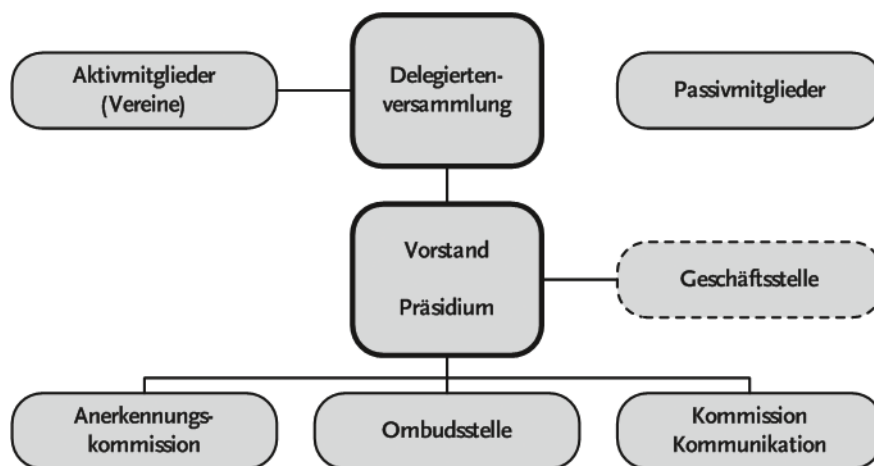 Aktivmitglieder
(Vereine)
Delegierten-
versammlung
Passivmitglieder
Vorstand
Präsidium
Geschäftsstelle
Anerkennungs-
kommission
Ombudsstelle
Kommission
Kommunikation